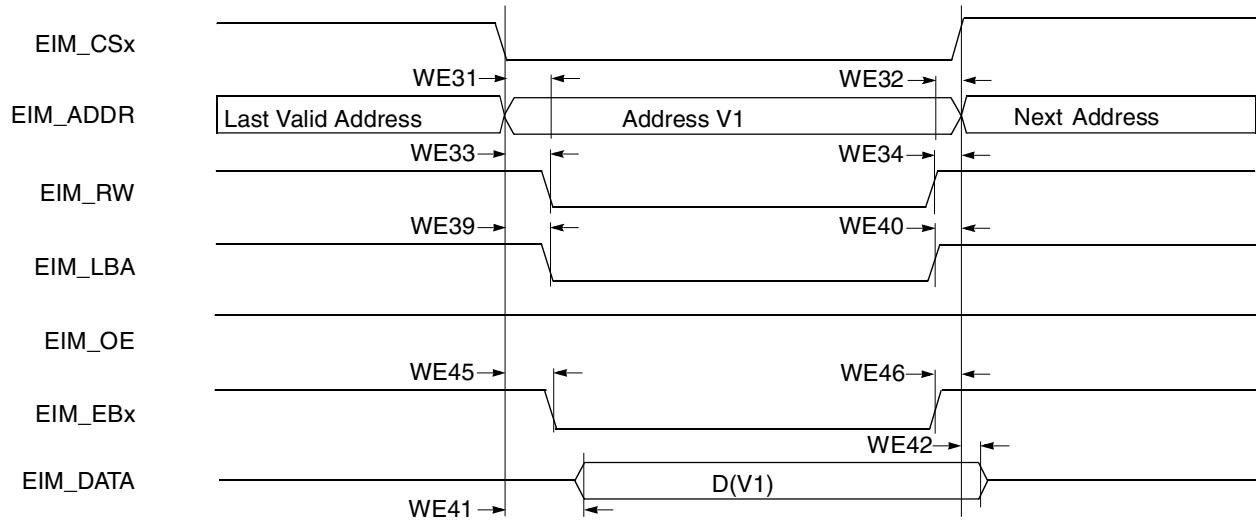 EIM_CSx
WE31
WE32
EIM_ADDR
Last Valid Address
Address V1
Next Address
WE33
WE34
EIM_RW
WE39
WE40
EIM_LBA
EIM_OE
WE45
WE46
EIM_EBx
WE42
EIM_DATA
D(V1)
WE41